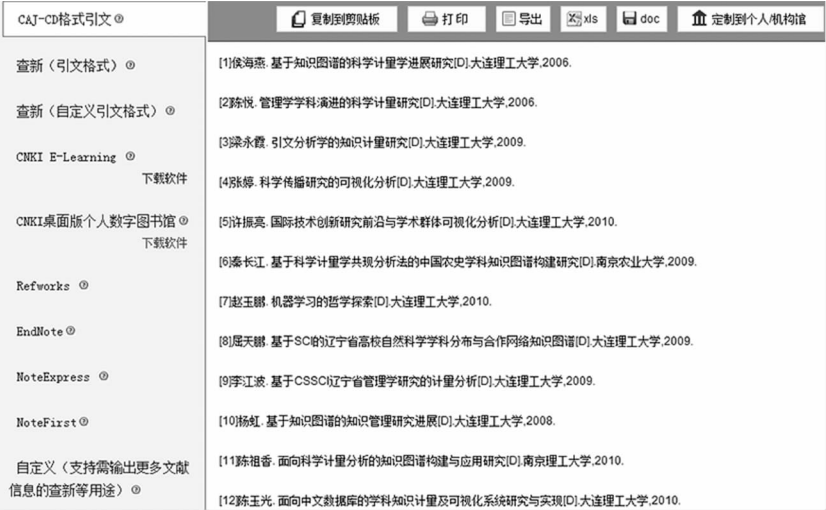 CAJ-CD格式引文
复制到剪贴板
打印
导出
xls
doc
定制到个人/机构馆
查新（引文格式）
查新（自定义引文格式）
CNKI E-Learning
下载软件
CNKI桌面版个人数字图书馆
下载软件
Refworks
EndNote
NoteExpress
NoteFirst
自定义（支持需输出更多文献
信息的查新等用途）
[1]侯海燕. 基于知识图谱的科学计量学进展研究[D].大连理工大学,2006.
[2]陈悦. 管理学学科演进的科学计量研究[D].大连理工大学,2006.
[3]梁永霞. 引文分析学的知识计量研究[D].大连理工大学,2009.
[4]张婷. 科学传播研究的可视化分析[D].大连理工大学,2009.
[5]许振亮. 国际技术创新研究前沿与学术群体可视化分析[D].大连理工大学,2010.
[6]秦长江. 基于科学计量学共现分析法的中国农史学科知识图谱构建研究[D].南京农业大学,2009.
[7]赵玉鹏. 机器学习的哲学探索[D].大连理工大学,2010.
[8]屈天鹏. 基于SCI的辽宁省高校自然科学学科分布与合作网络知识图谱[D].大连理工大学,2009.
[9]李江波. 基于CSSCI辽宁省管理学研究的计量分析[D].大连理工大学,2009.
[10]杨虹. 基于知识图谱的知识管理研究进展[D].大连理工大学,2008.
[11]陈祖香. 面向科学计量分析的知识图谱构建与应用研究[D].南京理工大学,2010.
[12]陈玉光. 面向中文数据库的学科知识计量及可视化系统研究与实现[D].大连理工大学,2010.